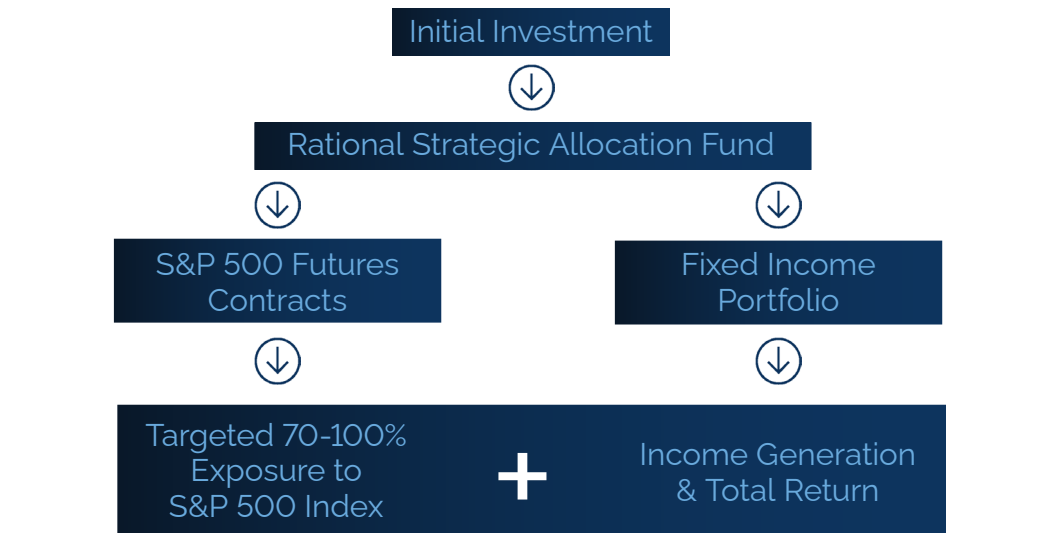 Initial Investment
Rational Strategic Allocation Fund
S&P 500 Futures
Contracts
Fixed Income
Portfolio
Targeted 70-100%
Exposure to
S&P 500 Index
+
Income Generation
& Total Return